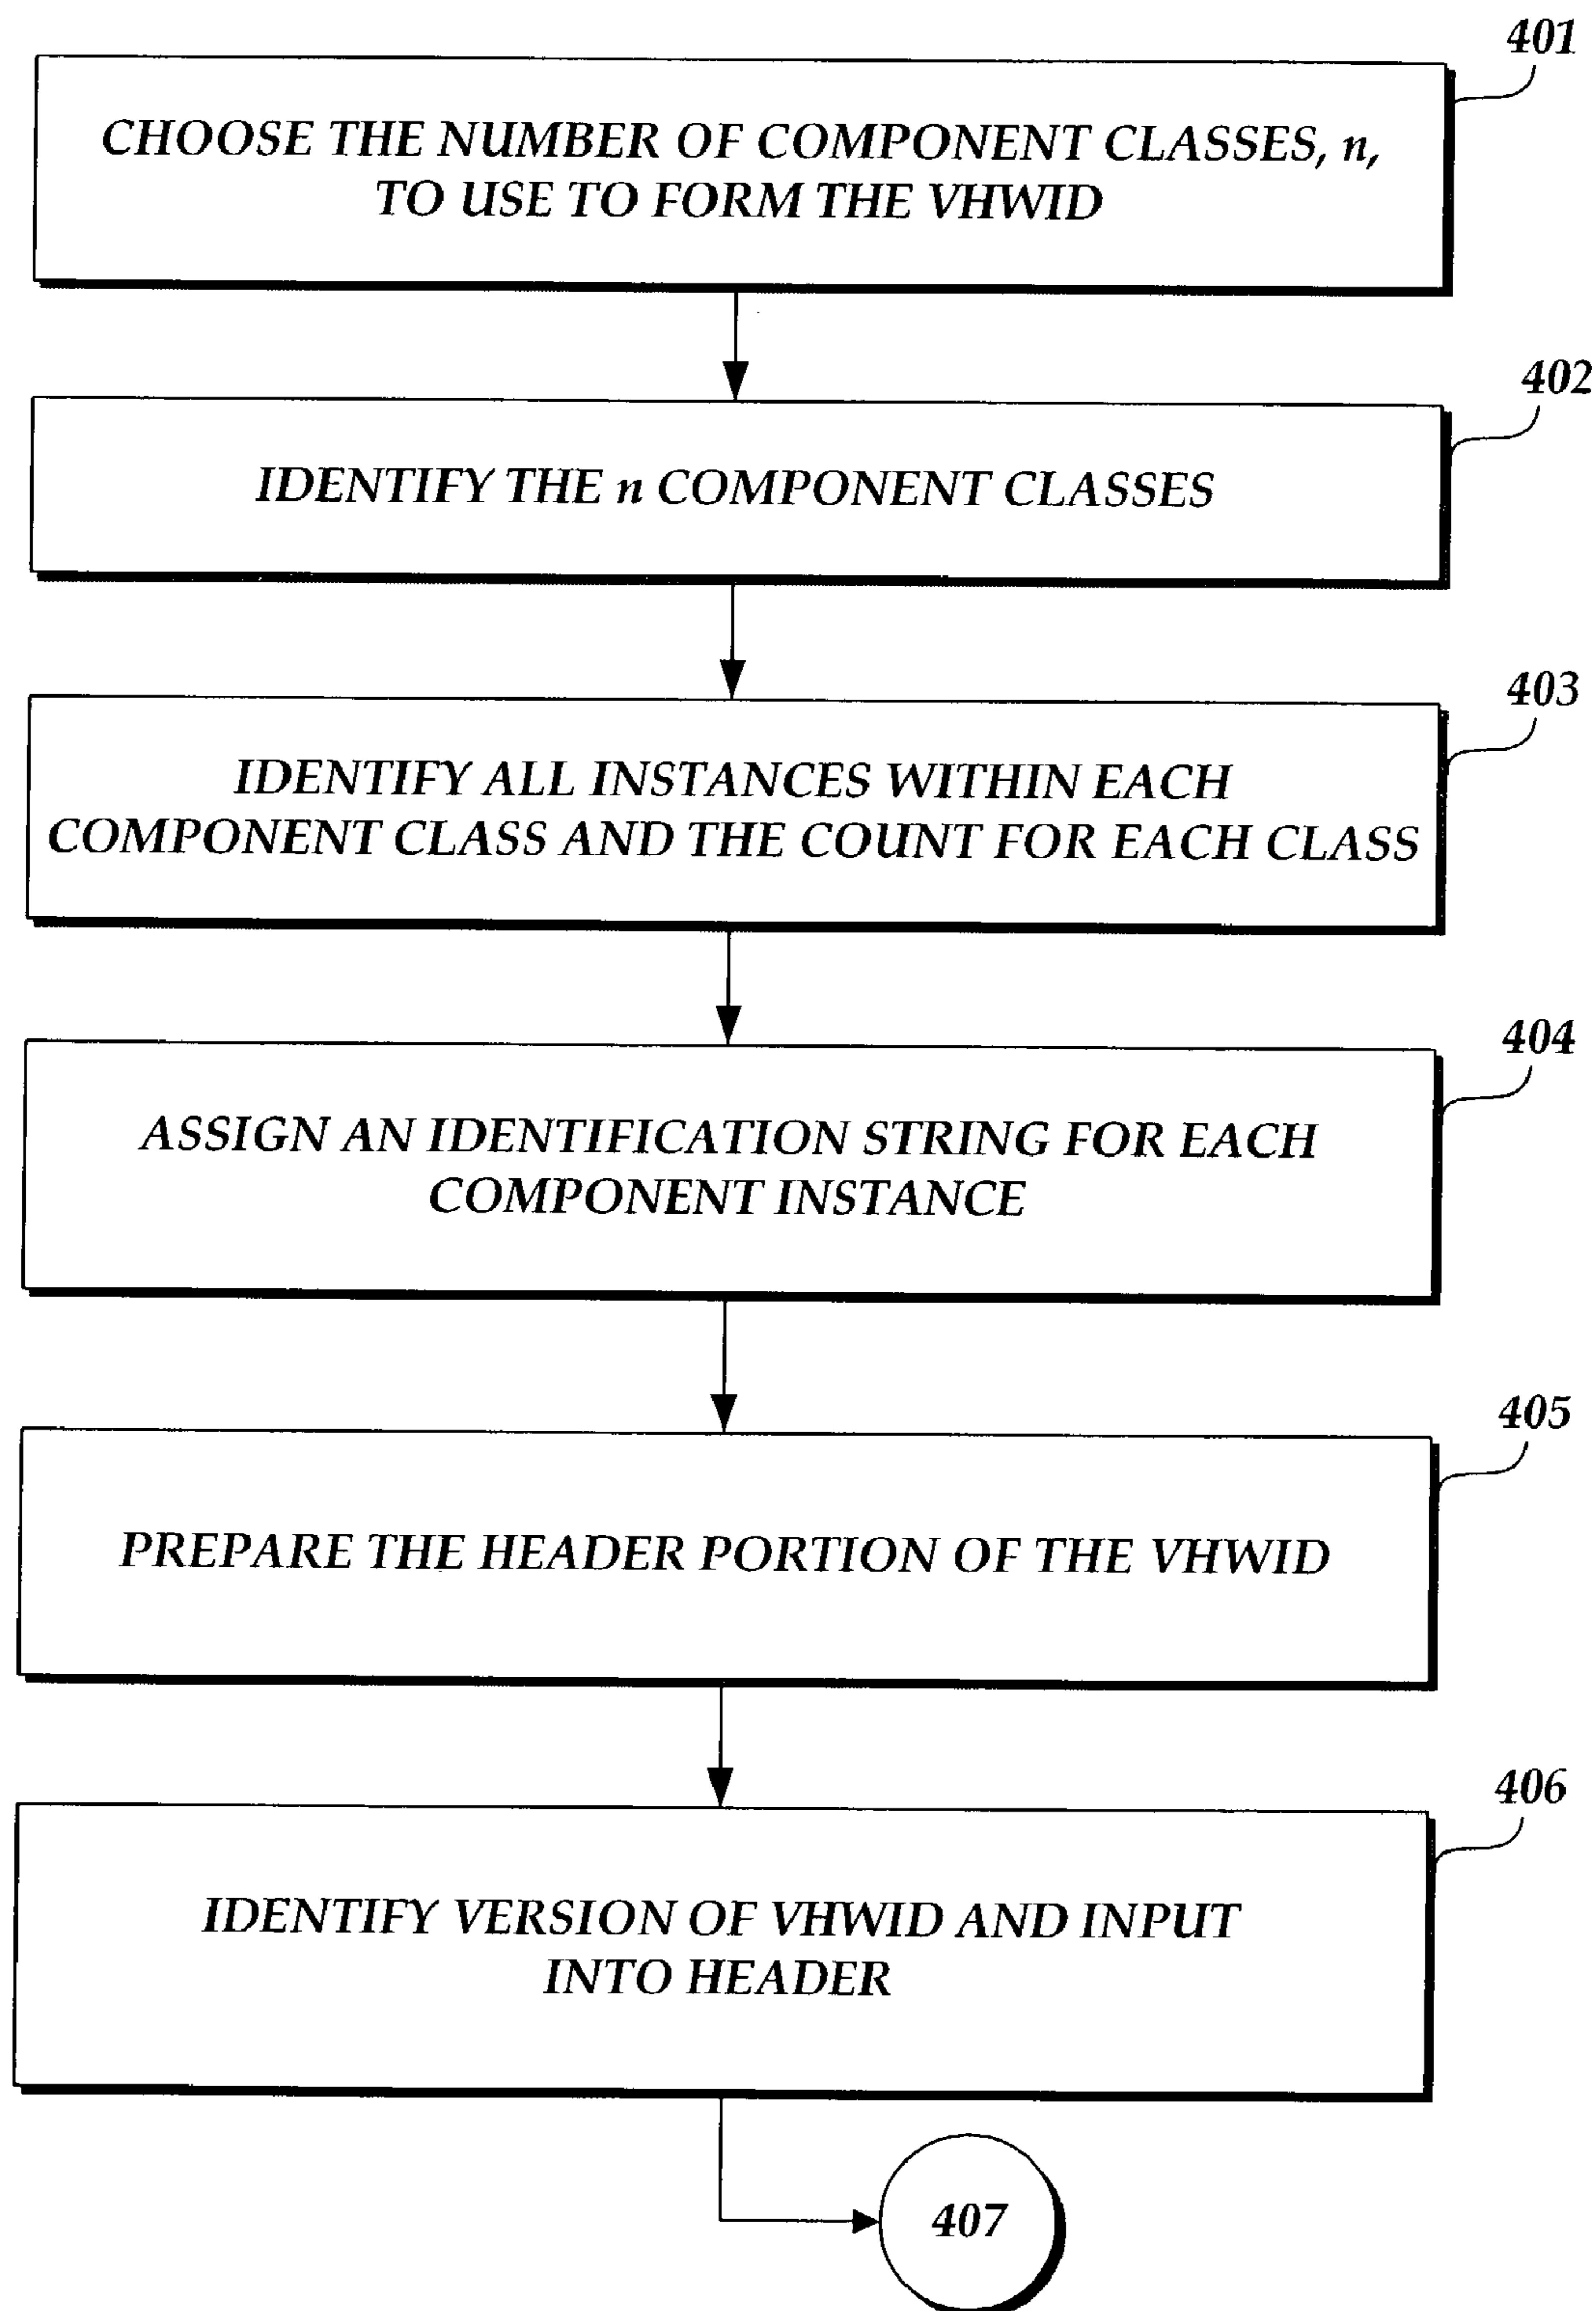 401
CHOOSE THE NUMBER OF COMPONENT CLASSES, n,
TO USE TO FORM THE VHWID
402
IDENTIFY THE n COMPONENT CLASSES
403
IDENTIFY ALL INSTANCES WITHIN EACH
COMPONENT CLASS AND THE COUNT FOR EACH CLASS
404
ASSIGN AN IDENTIFICATION STRING FOR EACH
COMPONENT INSTANCE
405
PREPARE THE HEADER PORTION OF THE VHWID
406
IDENTIFY VERSION OF VHWID AND INPUT
INTO HEADER
407